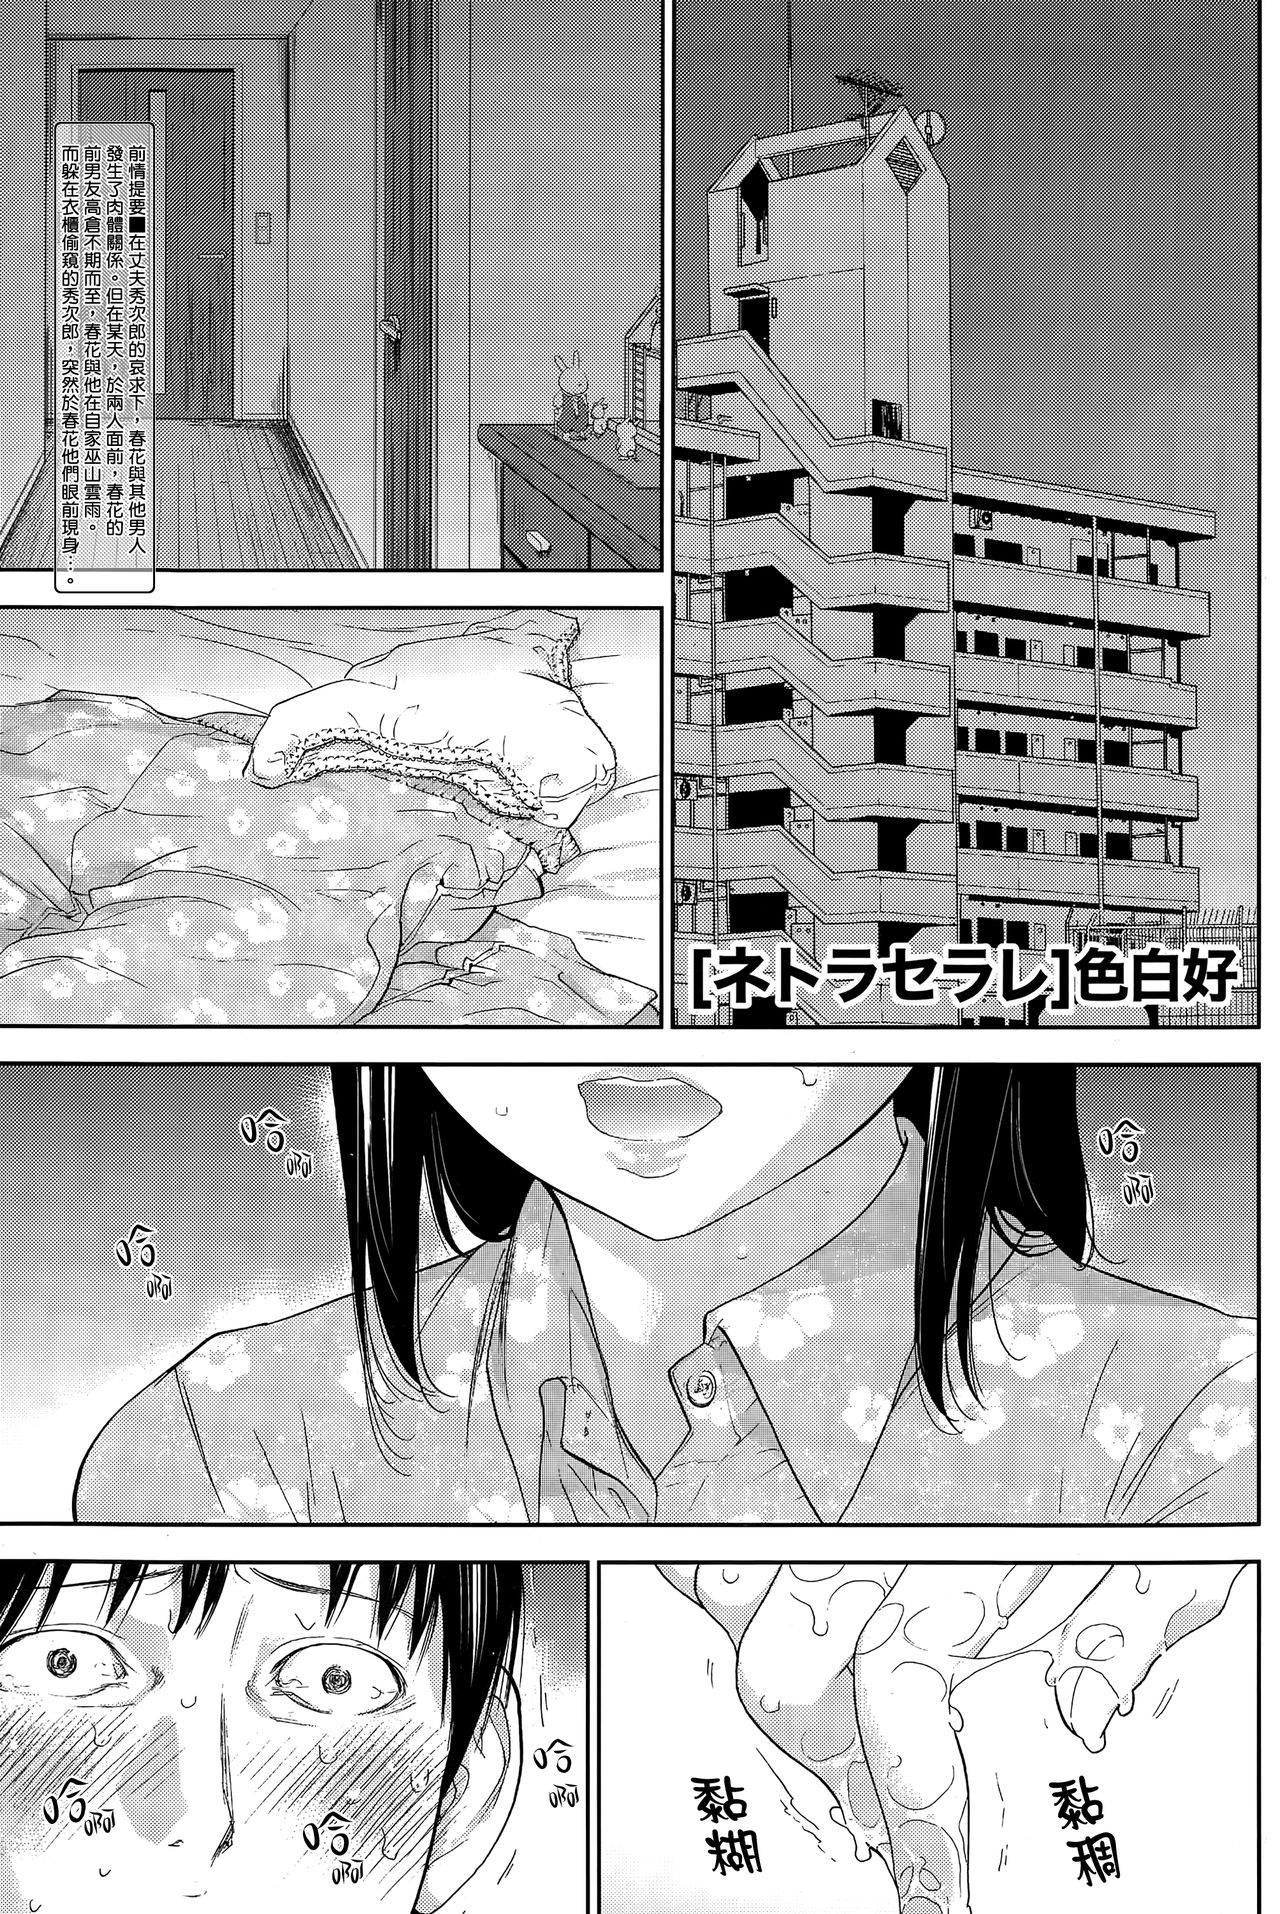 前情提要■在丈夫秀次郎的哀求下，春花與其他男人
發生了肉體關係。但在某天，於兩人面前，春花的
前男友高倉不期而至，春花與他在自家巫山雲雨。
而躲在衣櫃偷窺的秀次郎，突然於春花他們眼前現身…。
[ネトラセラレ]色白好
哈啊
哈啊
哈啊
黏稠
黏糊
哈啊
哈啊
哈啊